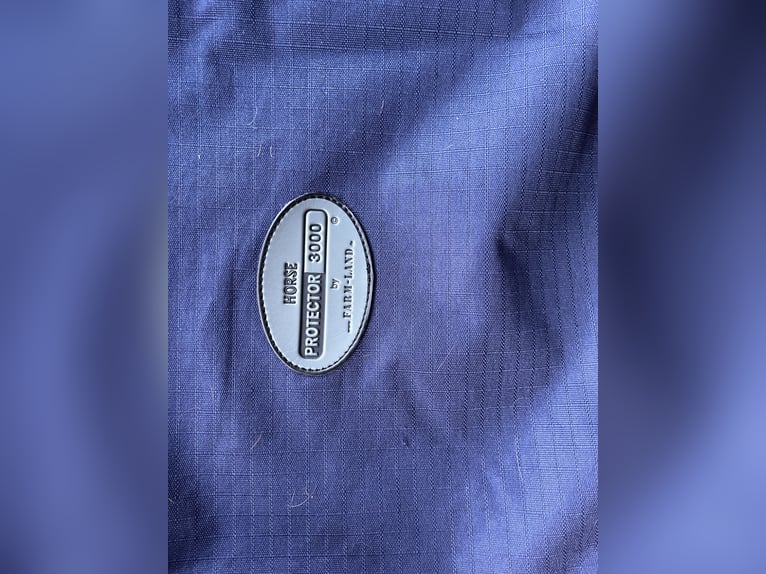 HORSE
PROTECTOR 3000 ©
by
FARM-LAND